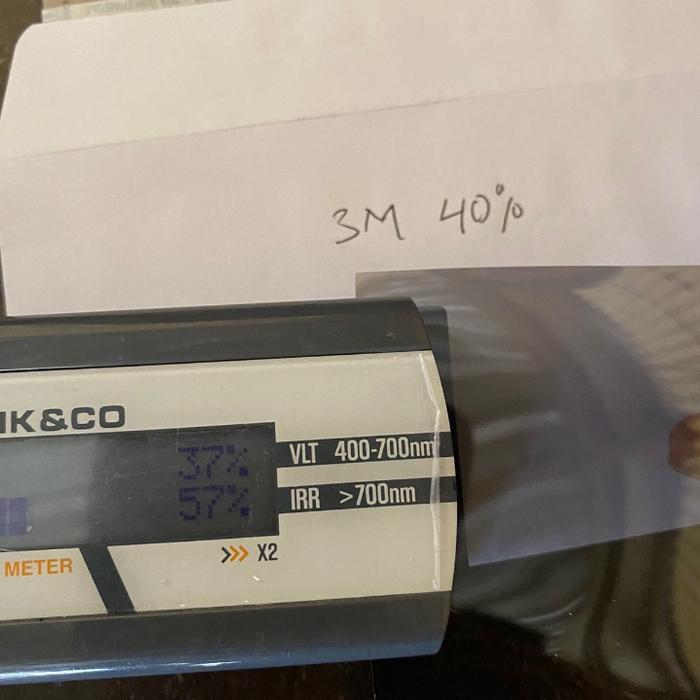 3M 40%
IK&CO
37% VLT 400-700nm
57% IRR >700nm
METER >>> X2